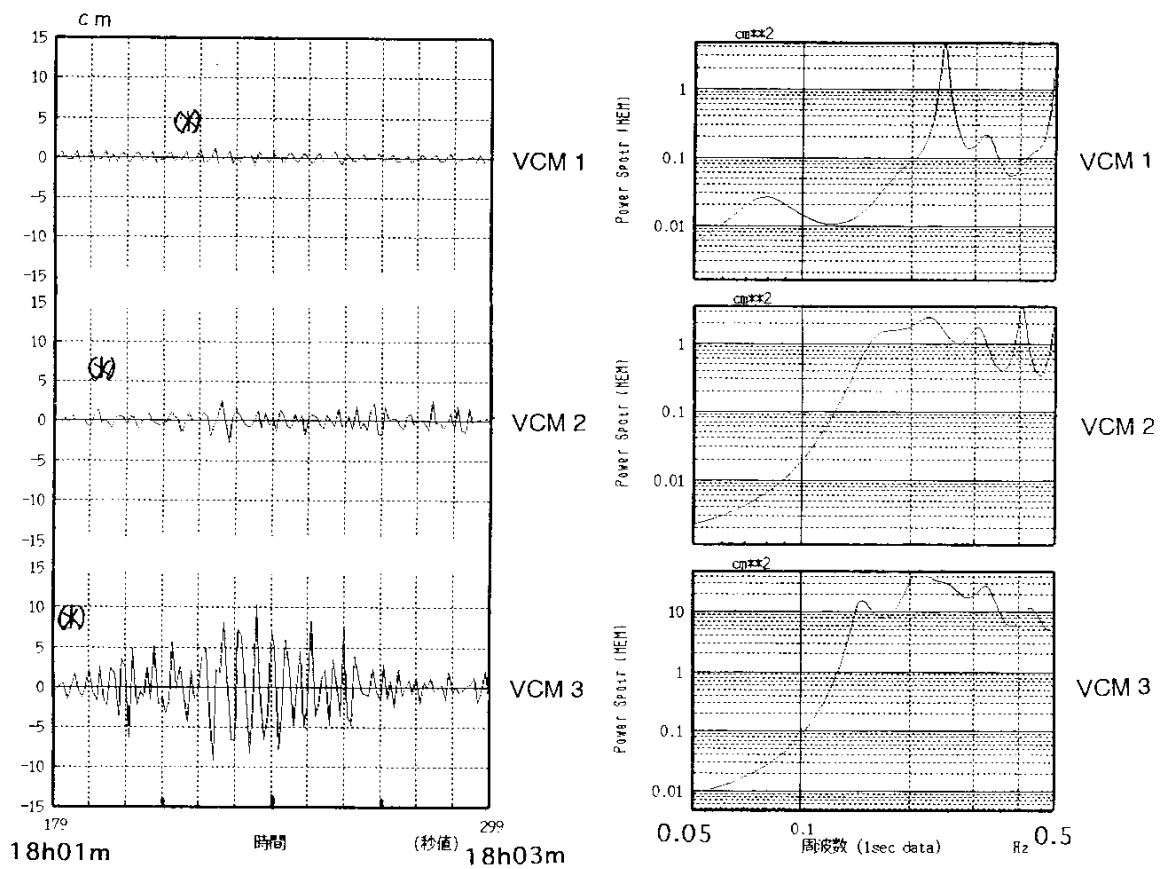 cm
15
10
5
0
−5
−10
−15
VCM 1
15
10
5
0
−5
−10
−15
VCM 2
15
10
5
0
−5
−10
−15
VCM 3
179
299
時間
(秒値)
18h01m
18h03m
cm**2
1
0.1
0.01
Power Spctr (MEM)
VCM 1
cm**2
1
0.1
0.01
Power Spctr (MEM)
VCM 2
cm**2
10
1
0.1
0.01
Power Spctr (MEM)
VCM 3
0.05
0.1
周波数 (1sec data)
Hz
0.5